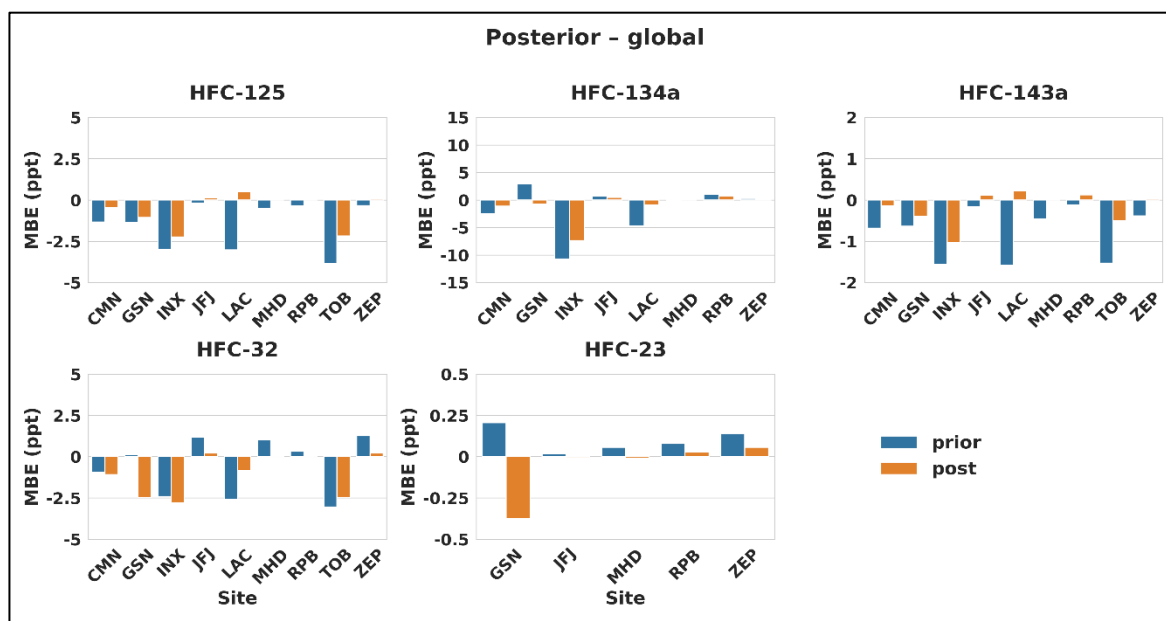 Posterior – global
HFC-125
MBE (ppt)
5
2.5
0
-2.5
-5
CMN GSN INX JFJ LAC MHD RPB TOB ZEP
HFC-134a
MBE (ppt)
15
10
5
0
-5
-10
-15
CMN GSN INX JFJ LAC MHD RPB ZEP
HFC-143a
MBE (ppt)
2
1
0
-1
-2
CMN GSN INX JFJ LAC MHD RPB TOB ZEP
HFC-32
MBE (ppt)
5
2.5
0
-2.5
-5
CMN GSN INX JFJ LAC MHD RPB TOB ZEP
Site
HFC-23
MBE (ppt)
0.5
0.25
0
-0.25
-0.5
GSN JFJ MHD RPB ZEP
Site
prior
post